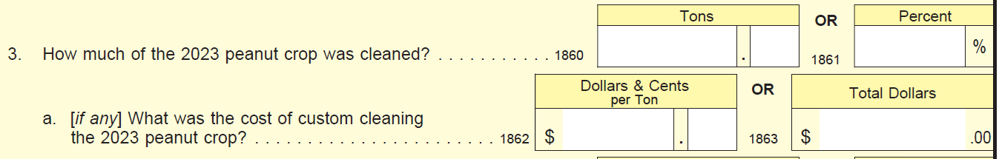 Tons OR Percent
3. How much of the 2023 peanut crop was cleaned? . . . . . . . . . . . 1860 . 1861 %
Dollars & Cents per Ton OR Total Dollars
a. [if any] What was the cost of custom cleaning
the 2023 peanut crop? . . . . . . . . . . . . . . . . . . . . . . . 1862 $ . 1863 $ .00